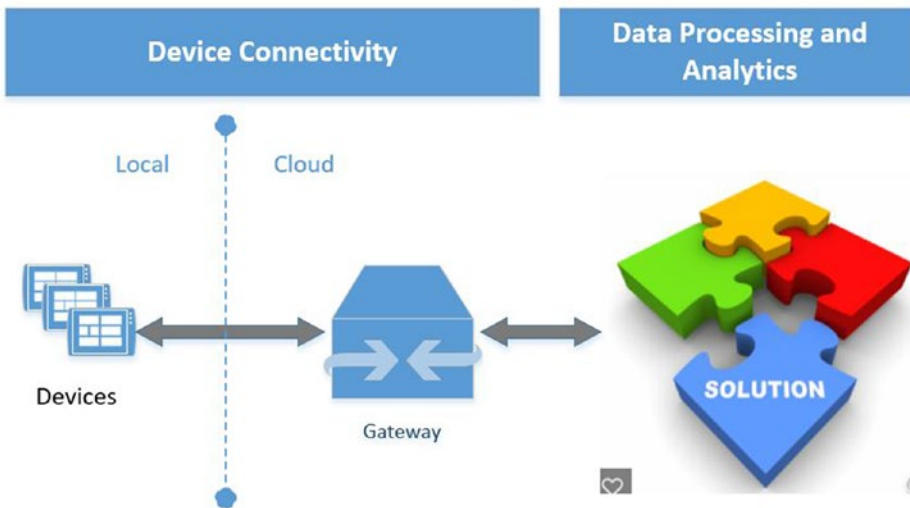 Device Connectivity
Data Processing and
Analytics
Local
Cloud
Devices
Gateway
SOLUTION